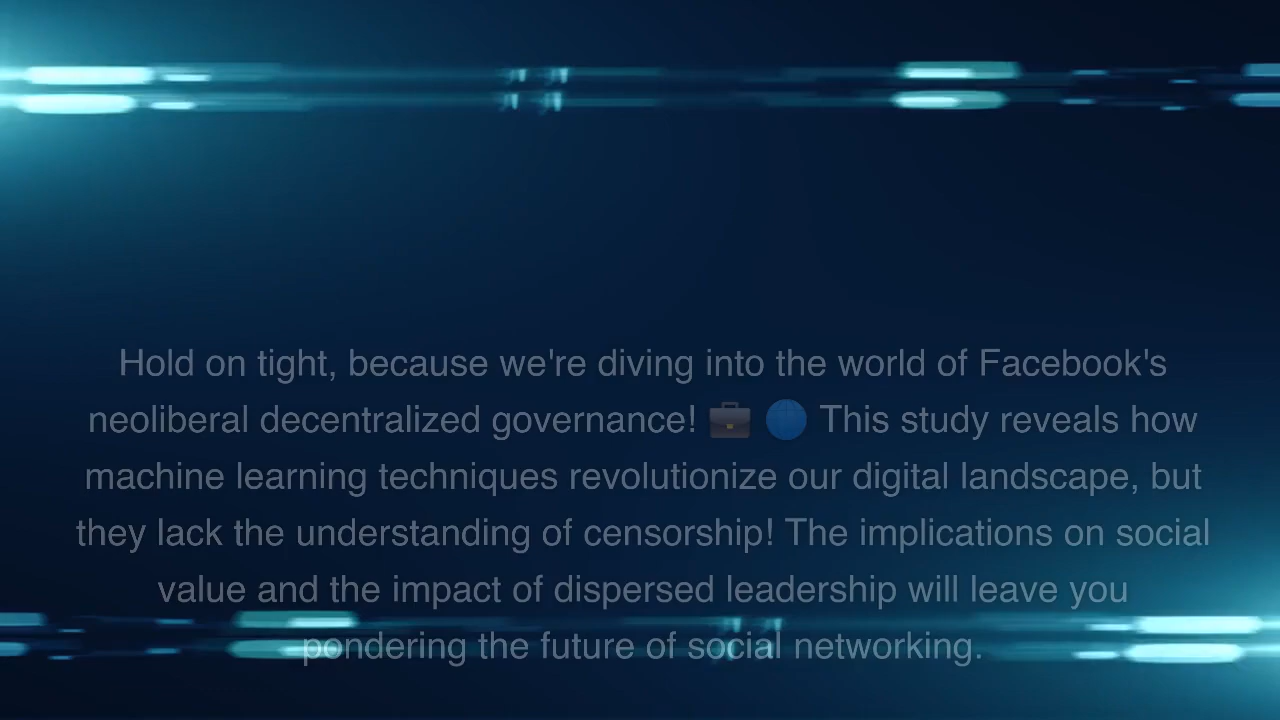 Hold on tight, because we're diving into the world of Facebook's
neoliberal decentralized governance! 💼 🌐 This study reveals how
machine learning techniques revolutionize our digital landscape, but
they lack the understanding of censorship! The implications on social
value and the impact of dispersed leadership will leave you
pondering the future of social networking.